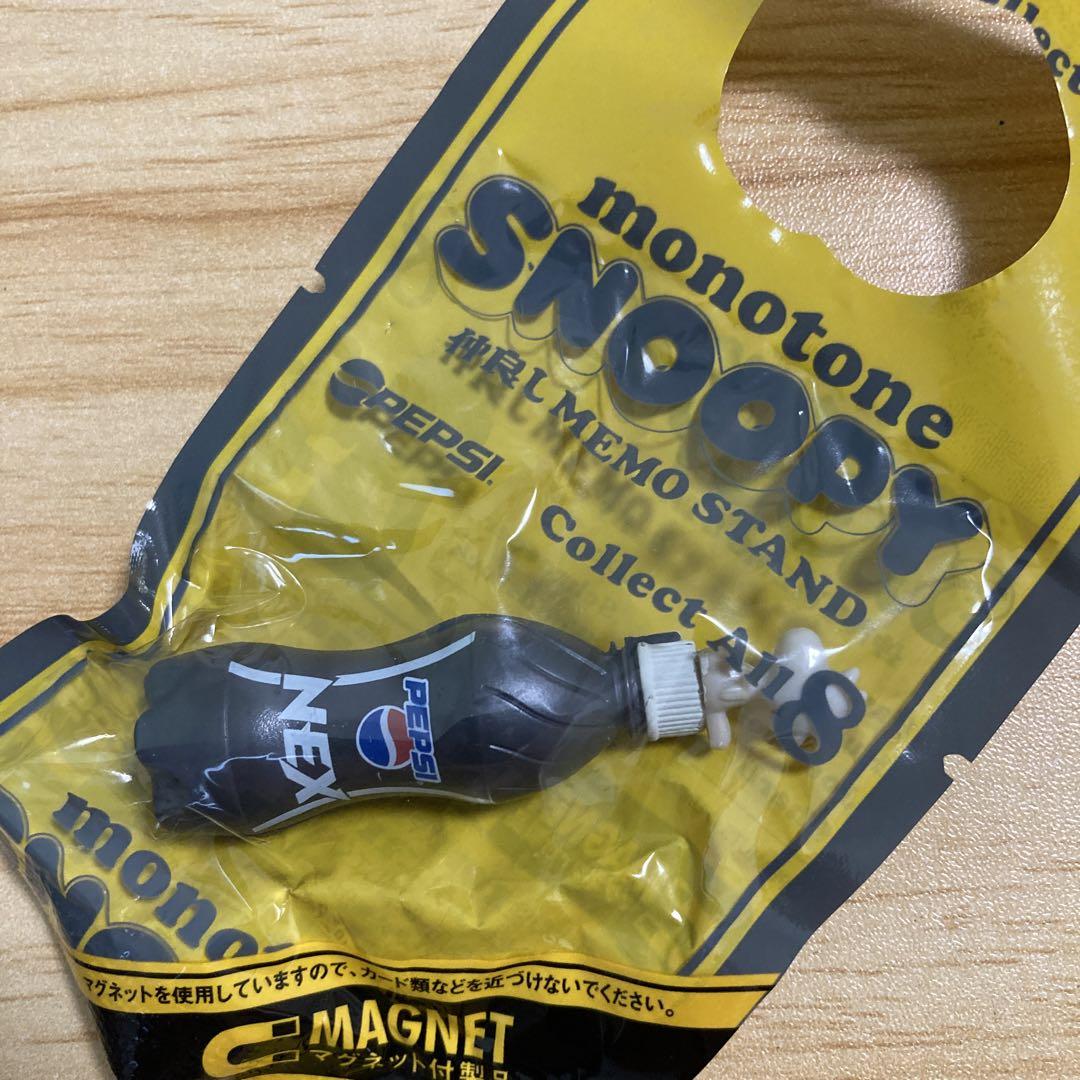 Collect
monotone
SNOOPY
仲良し MEMO STAND
PEPSI.
Collect All 8
PEPSI
NEX
mono
マグネットを使用していますので、カード類などを近づけないでください。
MAGNET
マグネット付製品